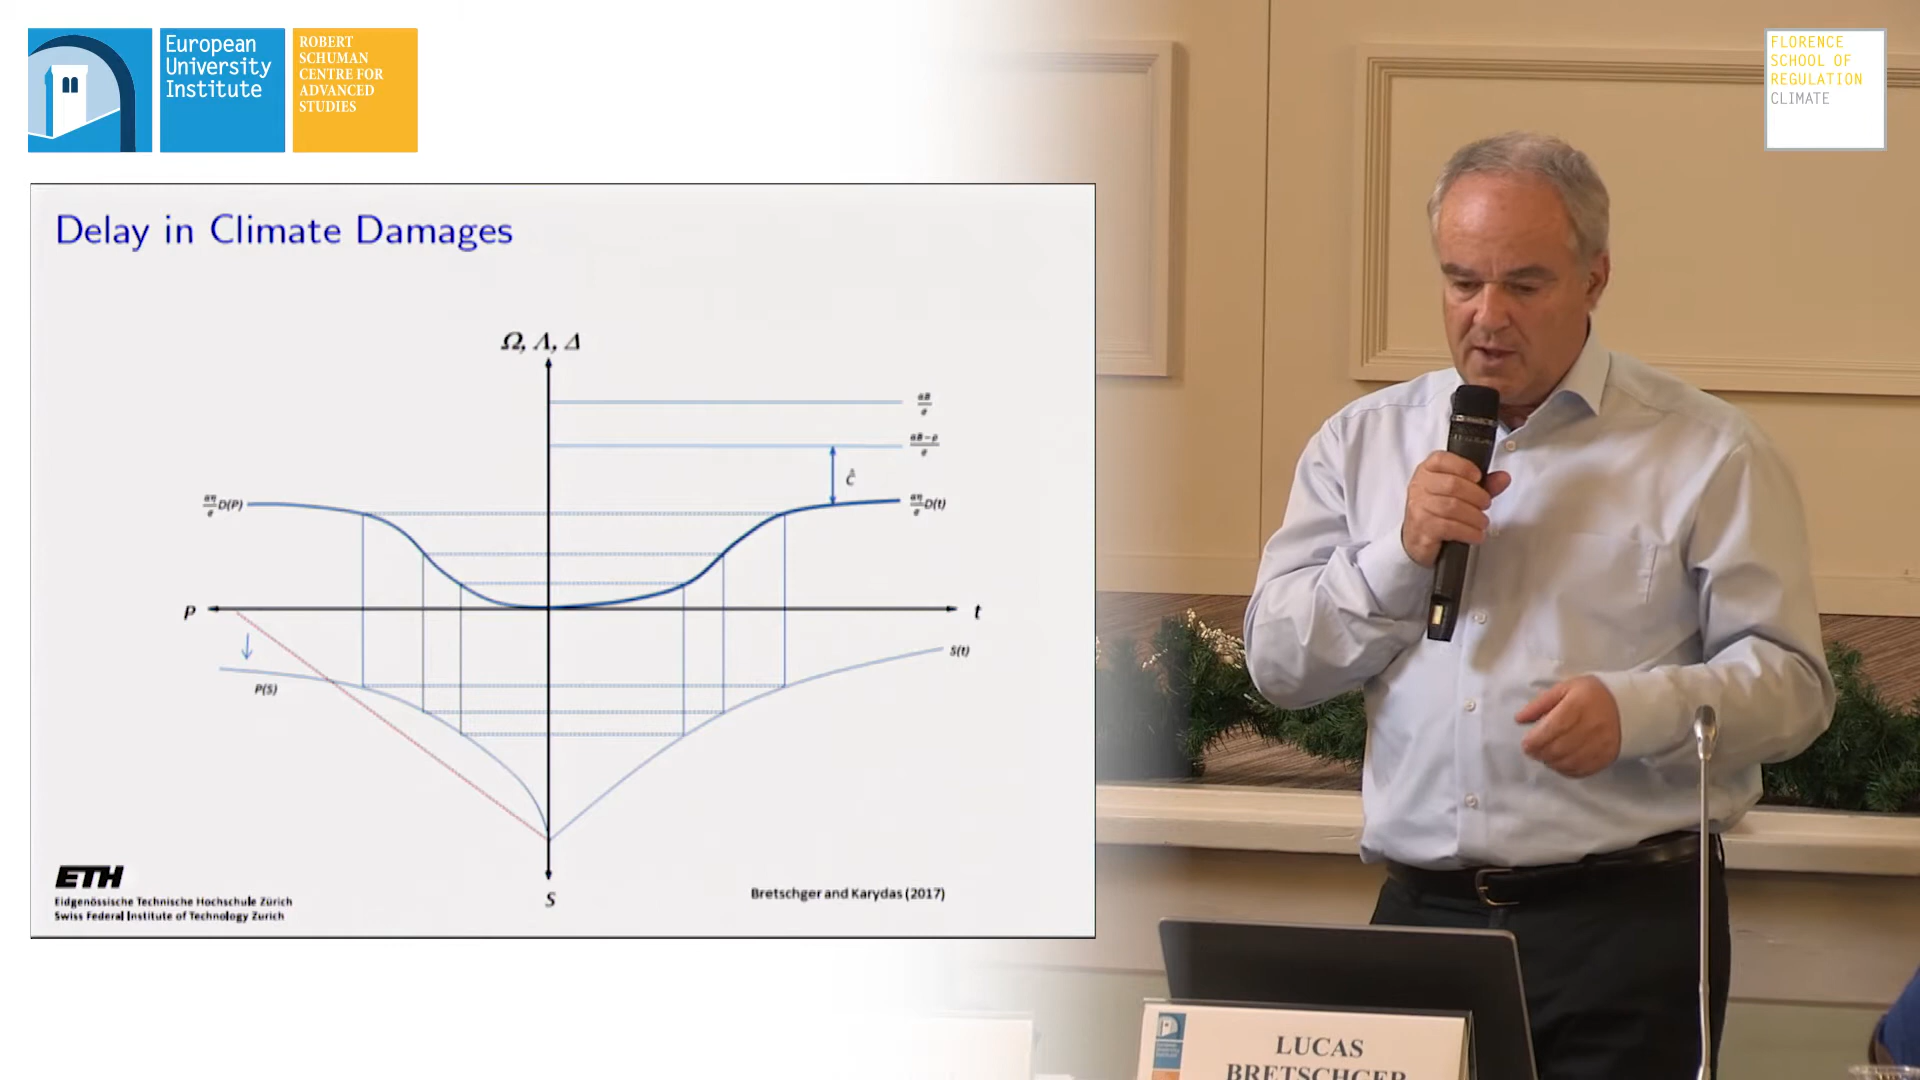 European
University
Institute
ROBERT
SCHUMAN
CENTRE FOR
ADVANCED
STUDIES
FLORENCE
SCHOOL OF
REGULATION
CLIMATE
Delay in Climate Damages
Ω, Λ, Δ
Ĉ
D(P)
D(t)
P
t
S(t)
P(S)
S
ETH
Eidgenössische Technische Hochschule Zürich
Swiss Federal Institute of Technology Zurich
Bretschger and Karydas (2017)
LUCAS
BRETSCHGER